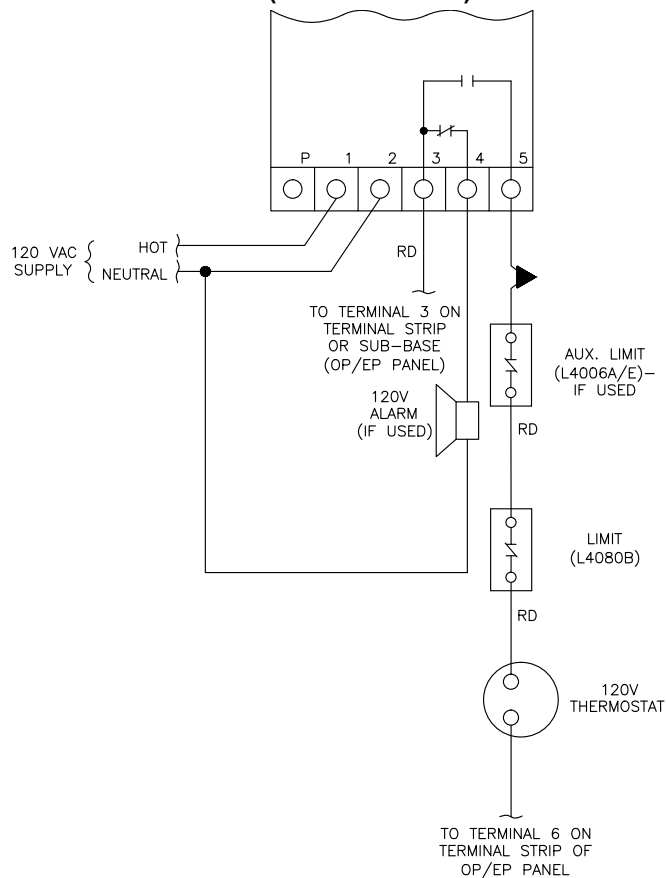 P 1 2 3 4 5
120 VAC
SUPPLY
HOT
NEUTRAL
RD
TO TERMINAL 3 ON
TERMINAL STRIP
OR SUB-BASE
(OP/EP PANEL)
120V
ALARM
(IF USED)
AUX. LIMIT
(L4006A/E)-
IF USED
RD
LIMIT
(L4080B)
RD
120V
THERMOSTAT
TO TERMINAL 6 ON
TERMINAL STRIP OF
OP/EP PANEL